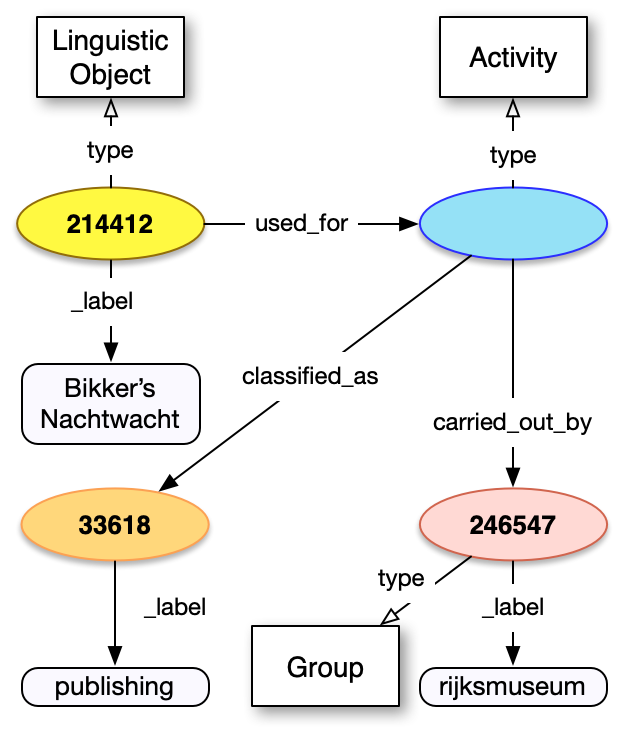 Linguistic
Object
Activity
type
type
214412
used_for
_label
Bikker’s
Nachtwacht
classified_as
carried_out_by
33618
246547
type
_label
_label
Group
publishing
rijksmuseum